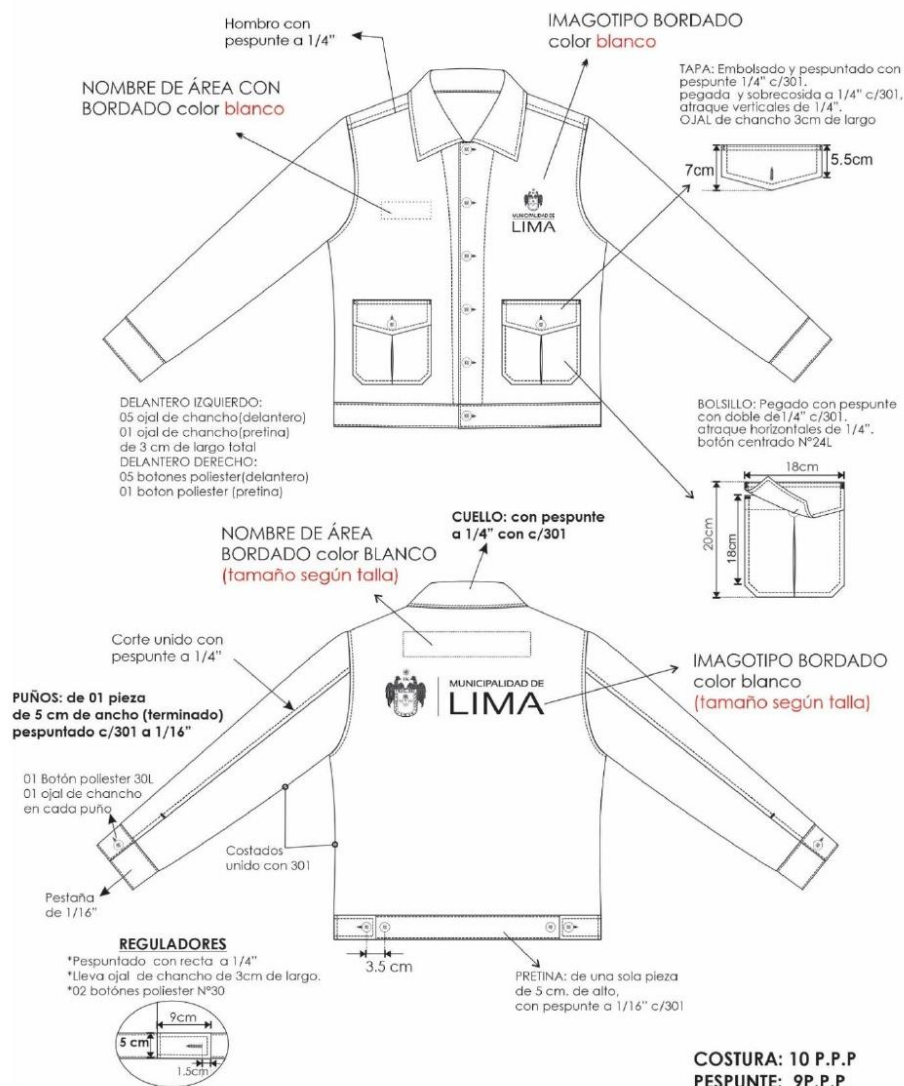 Hombro con
pespunte a 1/4"
IMAGOTIPO BORDADO
color blanco
NOMBRE DE ÁREA CON
BORDADO color blanco
TAPA: Embolsado y pespuntado con
pespunte 1/4" c/301.
pegada y sobrecosida a 1/4" c/301,
atraque verticales de 1/4".
OJAL de chancho 3cm de largo
7cm
5.5cm
MUNICIPALIDAD DE
LIMA
DELANTERO IZQUIERDO:
05 ojal de chancho(delantero)
01 ojal de chancho(pretina)
de 3 cm de largo total
DELANTERO DERECHO:
05 botones poliester(delantero)
01 boton poliester (pretina)
BOLSILLO: Pegado con pespunte
con doble de1/4" c/301.
atraque horizontales de 1/4".
botón centrado N°24L
18cm
20cm
18cm
NOMBRE DE ÁREA
BORDADO color BLANCO
(tamaño según talla)
CUELLO: con pespunte
a 1/4" con c/301
Corte unido con
pespunte a 1/4"
MUNICIPALIDAD DE
LIMA
IMAGOTIPO BORDADO
color blanco
(tamaño según talla)
PUÑOS: de 01 pieza
de 5 cm de ancho (terminado)
pespuntado c/301 a 1/16"
01 Botón poliester 30L
01 ojal de chancho
en cada puño
Costados
unido con 301
Pestaña
de 1/16"
3.5 cm
REGULADORES
*Pespuntado con recta a 1/4"
*Lleva ojal de chancho de 3cm de largo.
*02 botónes poliester N°30
9cm
5 cm
1.5cm
PRETINA: de una sola pieza
de 5 cm. de alto,
con pespunte a 1/16" c/301
COSTURA: 10 P.P.P
PESPUNTE: 9P.P.P